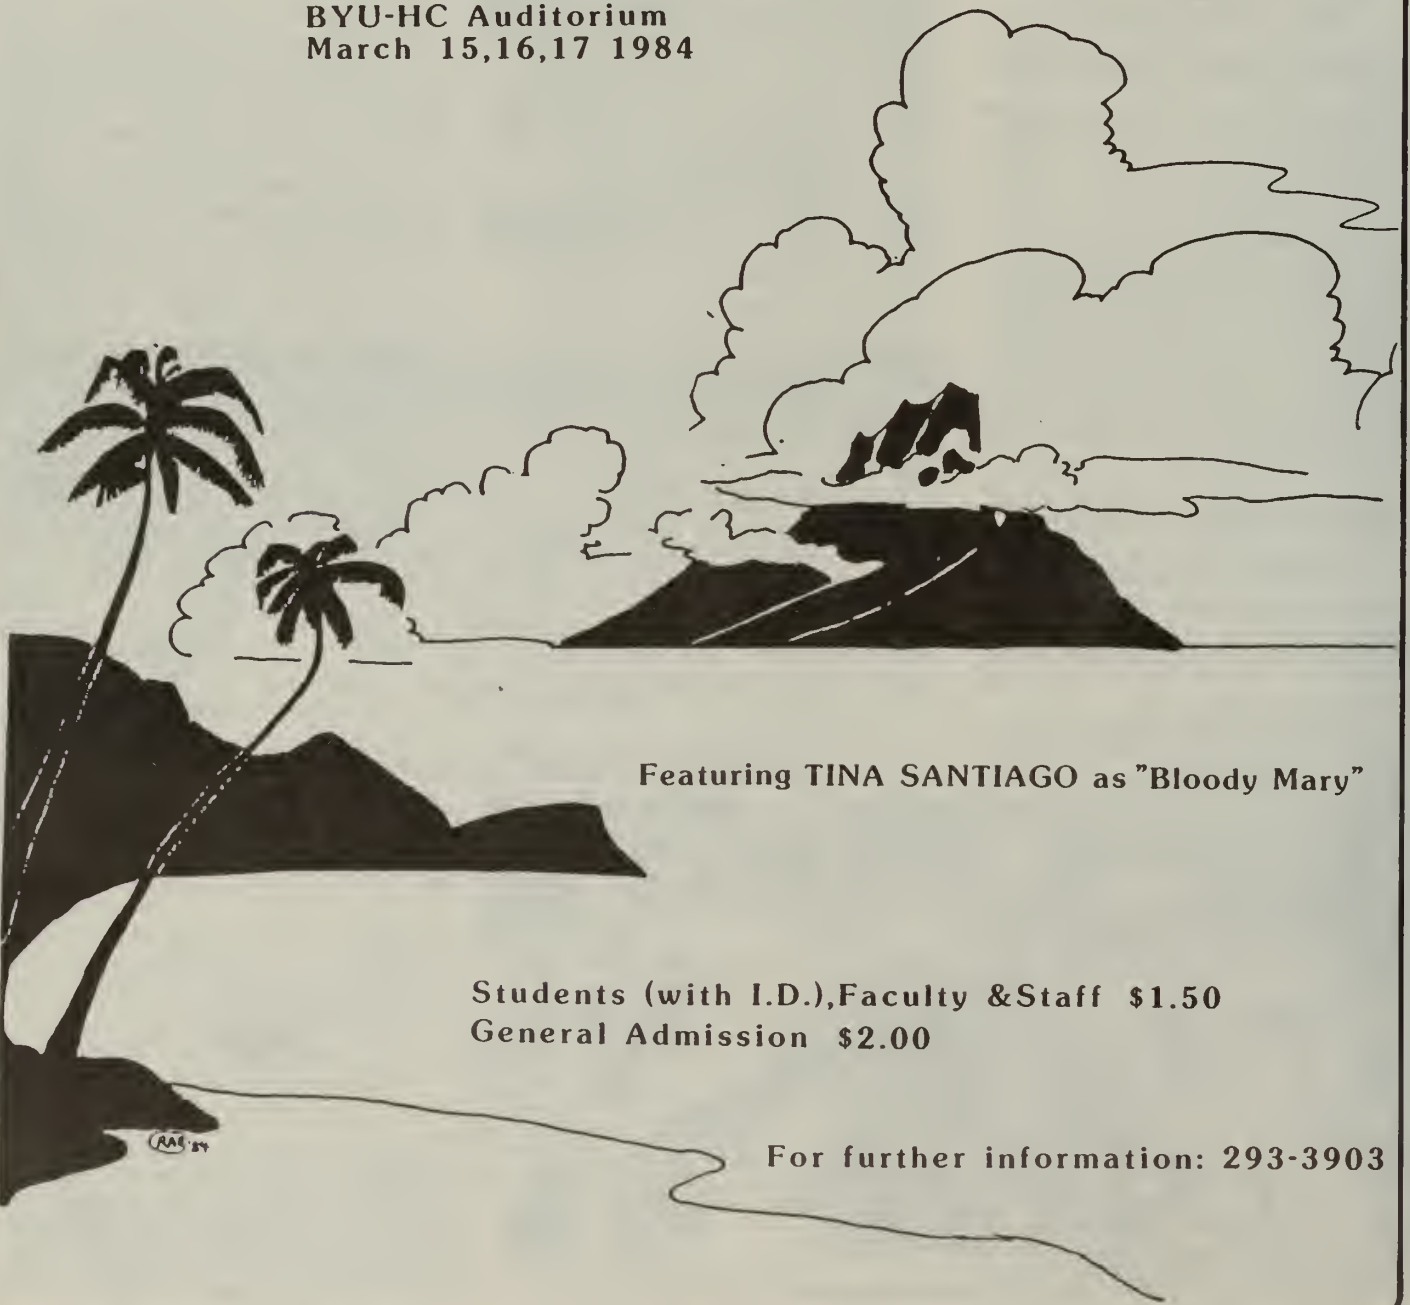 BYU-HC Auditorium
March 15,16,17 1984
Featuring TINA SANTIAGO as "Bloody Mary"
Students (with I.D.),Faculty &Staff $1.50
General Admission $2.00
'84
For further information: 293-3903